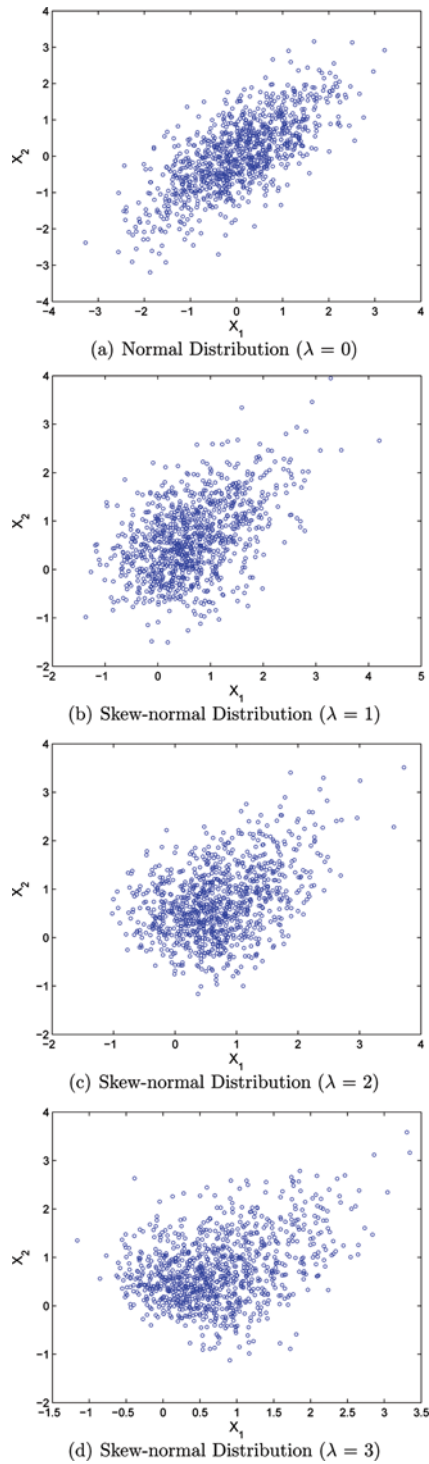 4
3
2
1
0
−1
−2
−3
−4
X₂
−4 −3 −2 −1 0 1 2 3 4
X₁
(a) Normal Distribution (λ = 0)
4
3
2
1
0
−1
−2
X₂
−2 −1 0 1 2 3 4 5
X₁
(b) Skew-normal Distribution (λ = 1)
4
3
2
1
0
−1
−2
X₂
−2 −1 0 1 2 3 4
X₁
(c) Skew-normal Distribution (λ = 2)
4
3
2
1
0
−1
−2
X₂
−1.5 −1 −0.5 0 0.5 1 1.5 2 2.5 3 3.5
X₁
(d) Skew-normal Distribution (λ = 3)